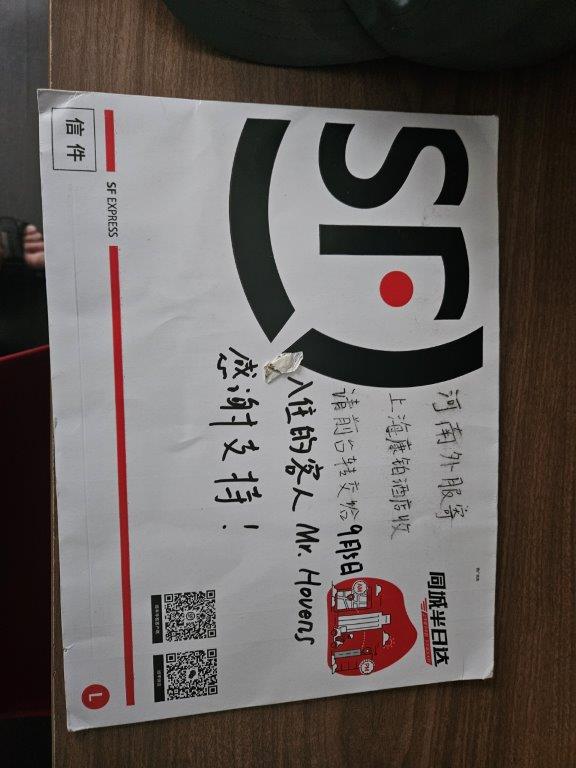 SF
河南外服寄
上海康铂酒店收
请前台转交给9月5日
入住的客人 Mr. Hovens
感谢支持！
同城半日达
SF EXPRESS
信件
L